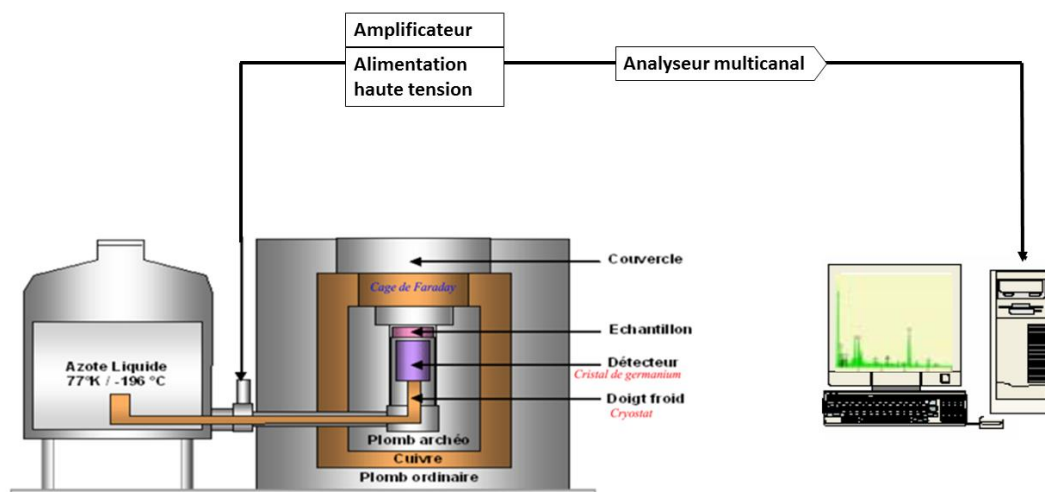 Amplificateur
Alimentation
haute tension
Analyseur multicanal
Couvercle
Cage de Faraday
Echantillon
Azote Liquide
77°K / -196 °C
Détecteur
Cristal de germanium
Doigt froid
Cryostat
Plomb archéo
Cuivre
Plomb ordinaire